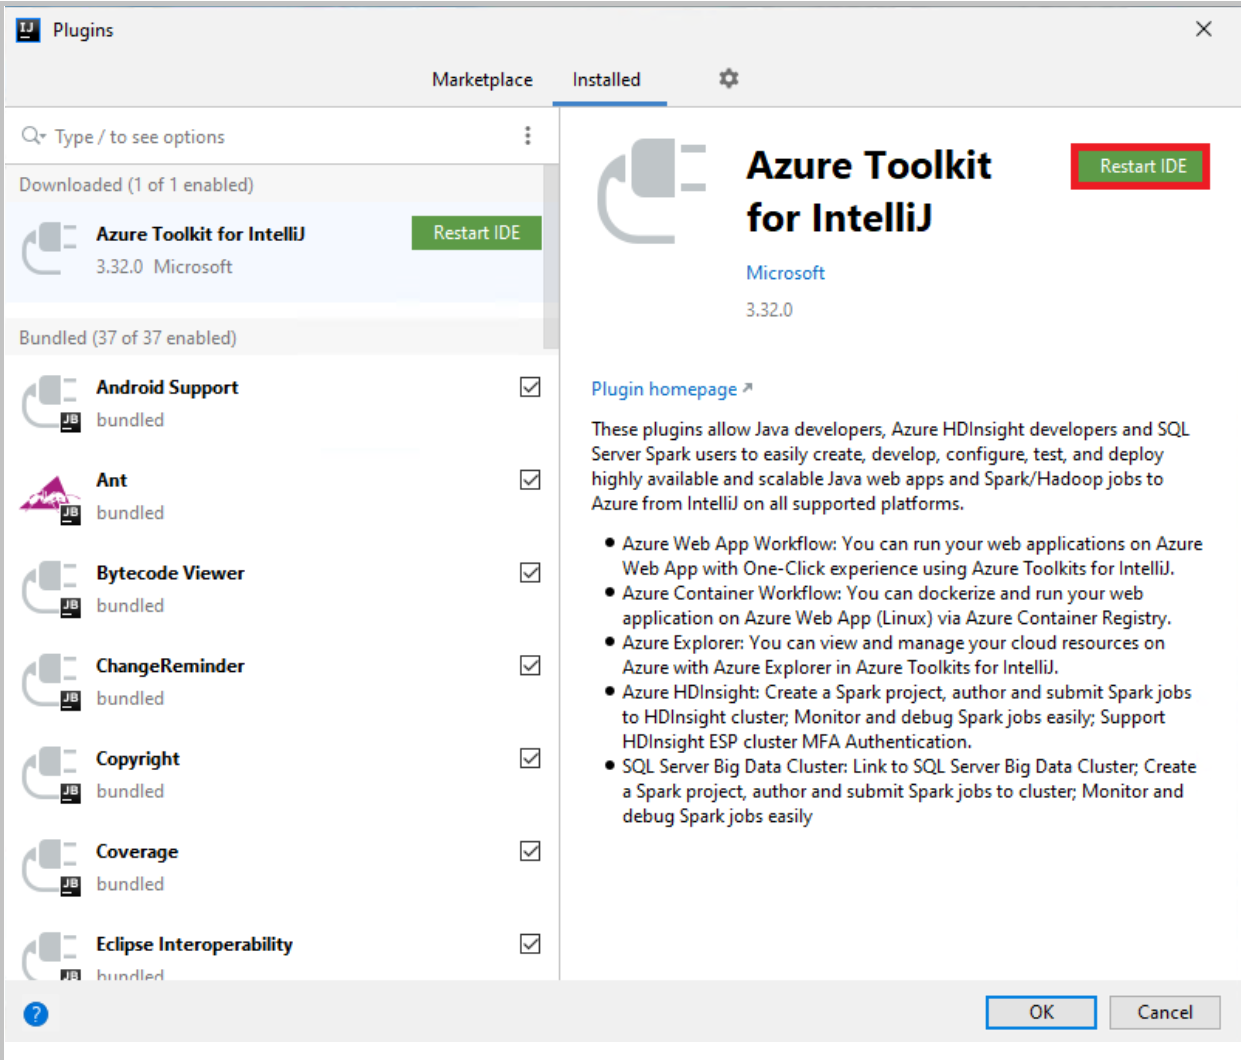 Plugins
Marketplace
Installed
Type / to see options
Downloaded (1 of 1 enabled)
Azure Toolkit for IntelliJ
Restart IDE
3.32.0 Microsoft
Bundled (37 of 37 enabled)
Android Support
bundled
Ant
bundled
Bytecode Viewer
bundled
ChangeReminder
bundled
Copyright
bundled
Coverage
bundled
Eclipse Interoperability
bundled
Azure Toolkit
for IntelliJ
Restart IDE
Microsoft
3.32.0
Plugin homepage
These plugins allow Java developers, Azure HDInsight developers and SQL
Server Spark users to easily create, develop, configure, test, and deploy
highly available and scalable Java web apps and Spark/Hadoop jobs to
Azure from IntelliJ on all supported platforms.
Azure Web App Workflow: You can run your web applications on Azure
Web App with One-Click experience using Azure Toolkits for IntelliJ.
Azure Container Workflow: You can dockerize and run your web
application on Azure Web App (Linux) via Azure Container Registry.
Azure Explorer: You can view and manage your cloud resources on
Azure with Azure Explorer in Azure Toolkits for IntelliJ.
Azure HDInsight: Create a Spark project, author and submit Spark jobs
to HDInsight cluster; Monitor and debug Spark jobs easily; Support
HDInsight ESP cluster MFA Authentication.
SQL Server Big Data Cluster: Link to SQL Server Big Data Cluster; Create
a Spark project, author and submit Spark jobs to cluster; Monitor and
debug Spark jobs easily
?
OK
Cancel